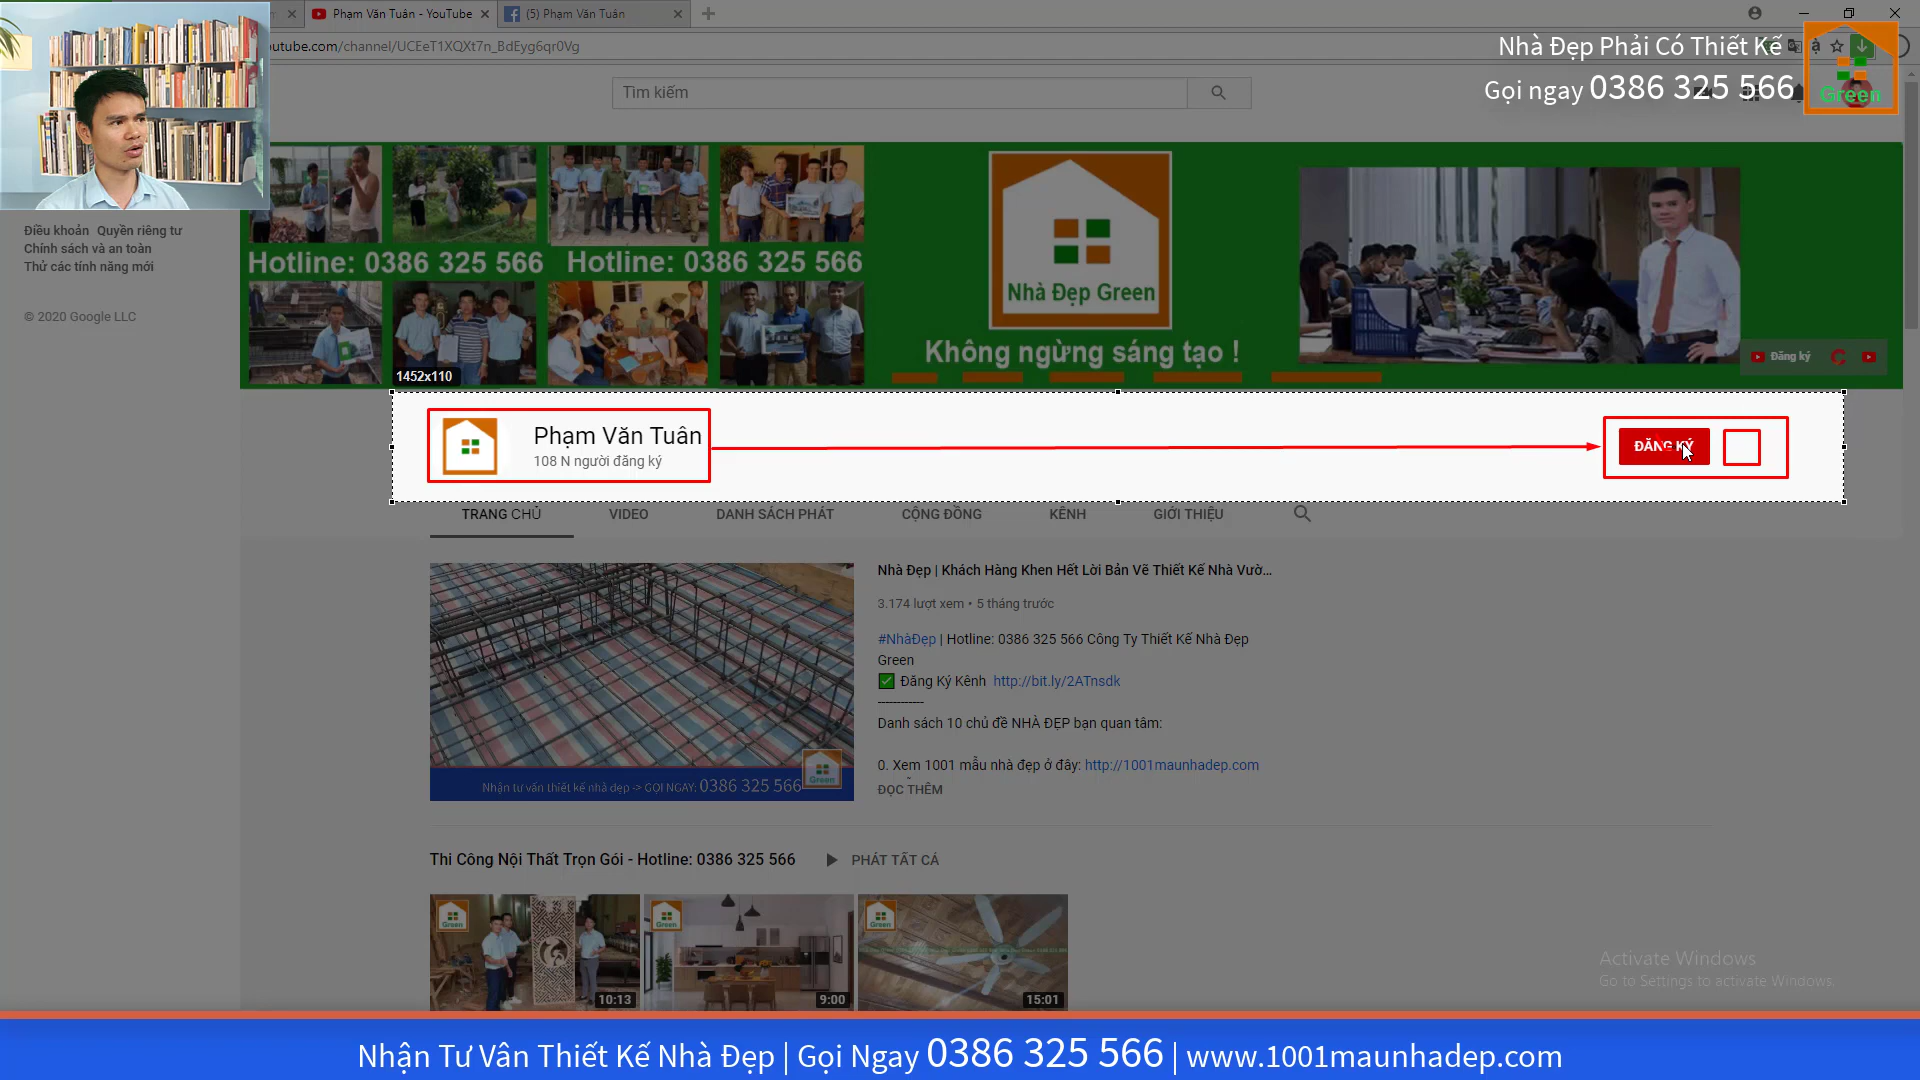 Phạm Văn Tuân - YouTube
(5) Phạm Văn Tuân
outube.com/channel/UCEeT1XQXt7n_BdEyg6qr0Vg
Nhà Đẹp Phải Có Thiết Kế
Gọi ngay 0386 325 566
Green
Tìm kiếm
Điều khoản Quyền riêng tư
Chính sách và an toàn
Thử các tính năng mới
© 2020 Google LLC
Hotline: 0386 325 566 Hotline: 0386 325 566
Nhà Đẹp Green
Không ngừng sáng tạo !
Đăng ký
1452x110
Phạm Văn Tuân
108 N người đăng ký
ĐĂNG KÝ
TRANG CHỦ VIDEO DANH SÁCH PHÁT CỘNG ĐỒNG KÊNH GIỚI THIỆU
Nhà Đẹp | Khách Hàng Khen Hết Lời Bản Vẽ Thiết Kế Nhà Vườ...
3.174 lượt xem • 5 tháng trước
#NhàĐẹp | Hotline: 0386 325 566 Công Ty Thiết Kế Nhà Đẹp
Green
✅ Đăng Ký Kênh http://bit.ly/2ATnsdk
------------
Danh sách 10 chủ đề NHÀ ĐẸP bạn quan tâm:
0. Xem 1001 mẫu nhà đẹp ở đây: http://1001maunhadep.com
ĐỌC THÊM
Green
Nhận tư vấn thiết kế nhà đẹp -> GỌI NGAY: 0386 325 566
Thi Công Nội Thất Trọn Gói - Hotline: 0386 325 566 PHÁT TẤT CẢ
Green
Green
Green
10:13
9:00
15:01
Activate Windows
Go to Settings to activate Windows.
Nhận Tư Vân Thiết Kế Nhà Đẹp | Gọi Ngay 0386 325 566 | www.1001maunhadep.com